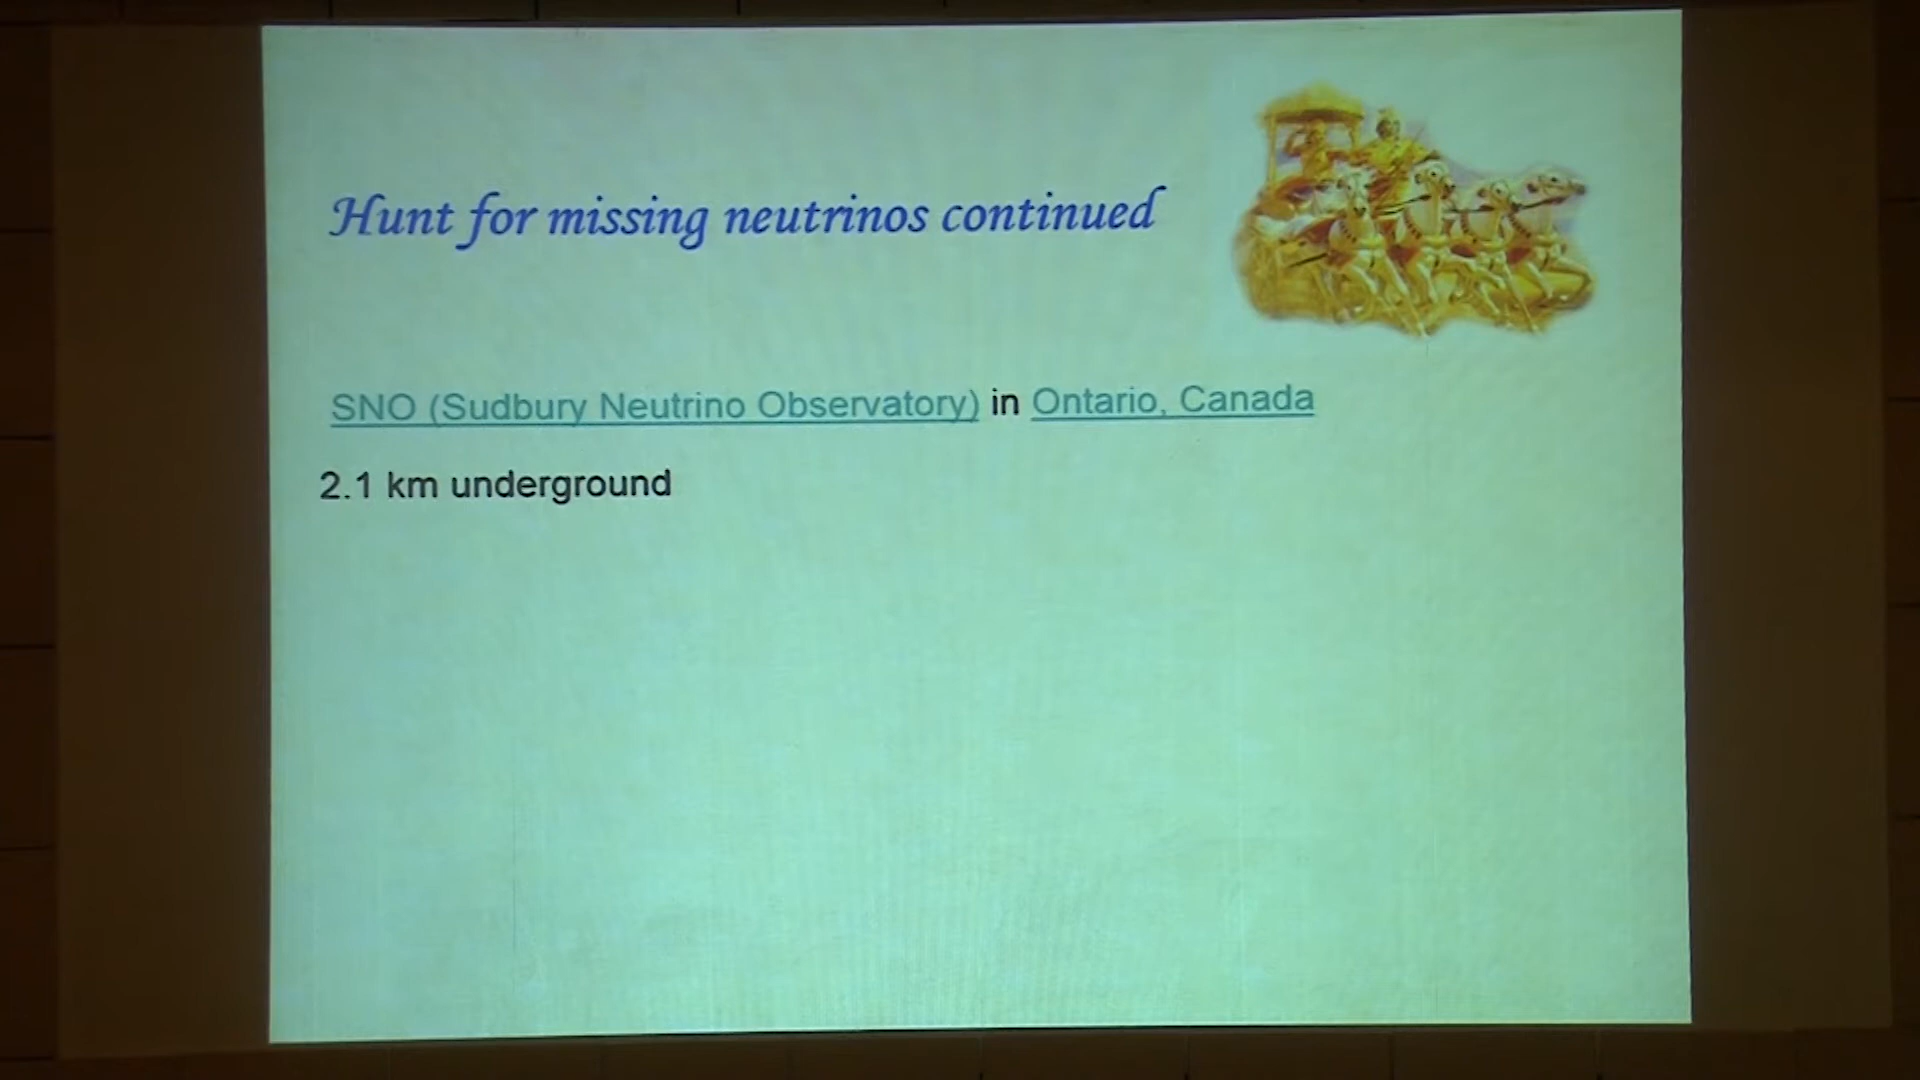 Hunt for missing neutrinos continued
SNO (Sudbury Neutrino Observatory) in Ontario, Canada
2.1 km underground